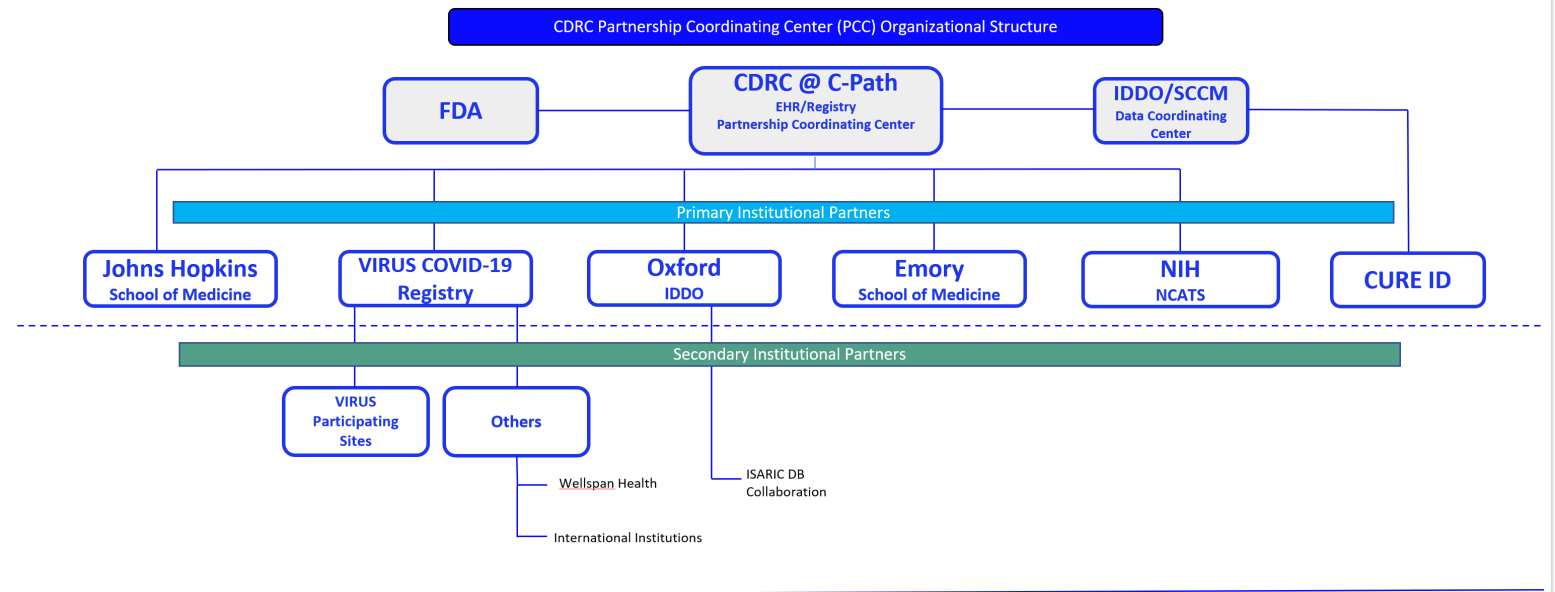 CDRC Partnership Coordinating Center (PCC) Organizational Structure
FDA
CDRC @ C-Path
EHR/Registry
Partnership Coordinating Center
IDDO/SCCM
Data Coordinating
Center
Primary Institutional Partners
Johns Hopkins
School of Medicine
VIRUS COVID-19
Registry
Oxford
IDDO
Emory
School of Medicine
NIH
NCATS
CURE ID
Secondary Institutional Partners
VIRUS
Participating
Sites
Others
Wellspan Health
International Institutions
ISARIC DB
Collaboration